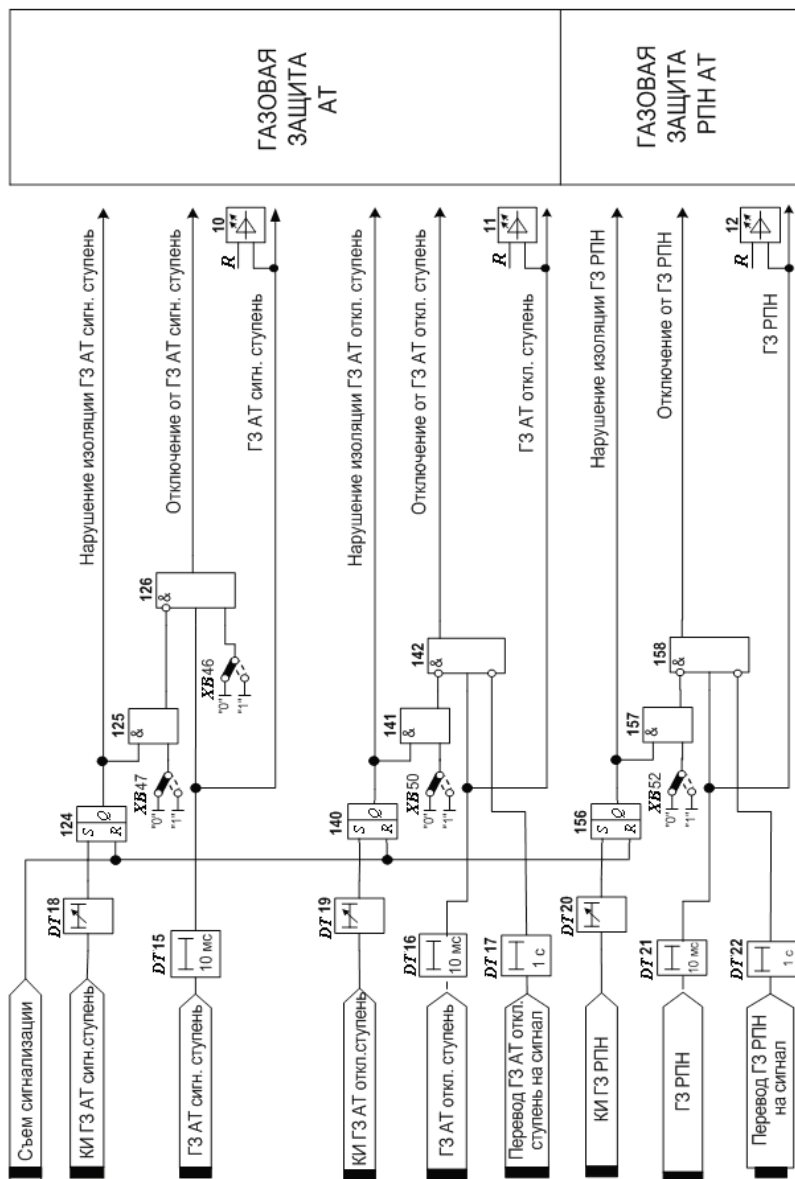 ГАЗОВАЯ
ЗАЩИТА
АТ
ГАЗОВАЯ
ЗАЩИТА
РПН АТ
Съем сигнализации
КИ ГЗ АТ сигн.ступень
DT18
124
S Q
R
Нарушение изоляции ГЗ АТ сигн. ступень
125
&
XB47
"0"
"1"
126
&
Отключение от ГЗ АТ сигн. ступень
XB46
"0"
"1"
ГЗ АТ сигн. ступень
DT15
10 мс
10
R
ГЗ АТ сигн. ступень
КИ ГЗ АТ откл.ступень
DT19
140
S Q
R
Нарушение изоляции ГЗ АТ откл. ступень
141
&
XB50
"0"
"1"
142
&
Отключение от ГЗ АТ откл. ступень
ГЗ АТ откл. ступень
DT16
10 мс
11
R
ГЗ АТ откл. ступень
Перевод ГЗ АТ откл.
ступень на сигнал
DT17
1 с
КИ ГЗ РПН
DT20
156
S Q
R
Нарушение изоляции ГЗ РПН
157
&
XB52
"0"
"1"
158
&
Отключение от ГЗ РПН
ГЗ РПН
DT21
10 мс
12
R
ГЗ РПН
Перевод ГЗ РПН
на сигнал
DT22
1 с